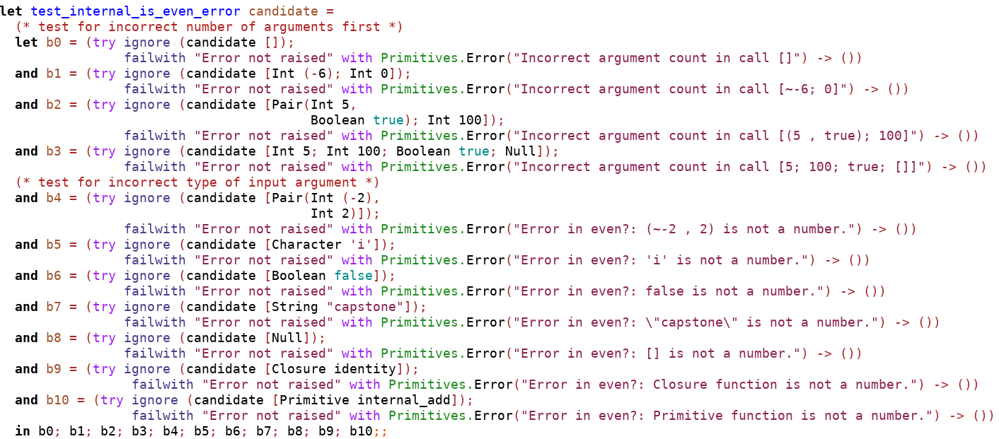 let test_internal_is_even_error candidate =
  (* test for incorrect number of arguments first *)
  let b0 = (try ignore (candidate []);
                failwith "Error not raised" with Primitives.Error("Incorrect argument count in call []") -> ())
  and b1 = (try ignore (candidate [Int (-6); Int 0]);
                failwith "Error not raised" with Primitives.Error("Incorrect argument count in call [~-6; 0]") -> ())
  and b2 = (try ignore (candidate [Pair(Int 5,
                                        Boolean true); Int 100]);
                failwith "Error not raised" with Primitives.Error("Incorrect argument count in call [(5 , true); 100]") -> ())
  and b3 = (try ignore (candidate [Int 5; Int 100; Boolean true; Null]);
                failwith "Error not raised" with Primitives.Error("Incorrect argument count in call [5; 100; true; []]") -> ())
  (* test for incorrect type of input argument *)
  and b4 = (try ignore (candidate [Pair(Int (-2),
                                        Int 2)]);
                failwith "Error not raised" with Primitives.Error("Error in even?: (~-2 , 2) is not a number.") -> ())
  and b5 = (try ignore (candidate [Character 'i']);
                failwith "Error not raised" with Primitives.Error("Error in even?: 'i' is not a number.") -> ())
  and b6 = (try ignore (candidate [Boolean false]);
                failwith "Error not raised" with Primitives.Error("Error in even?: false is not a number.") -> ())
  and b7 = (try ignore (candidate [String "capstone"]);
                failwith "Error not raised" with Primitives.Error("Error in even?: \"capstone\" is not a number.") -> ())
  and b8 = (try ignore (candidate [Null]);
                failwith "Error not raised" with Primitives.Error("Error in even?: [] is not a number.") -> ())
  and b9 = (try ignore (candidate [Closure identity]);
                 failwith "Error not raised" with Primitives.Error("Error in even?: Closure function is not a number.") -> ())
  and b10 = (try ignore (candidate [Primitive internal_add]);
                 failwith "Error not raised" with Primitives.Error("Error in even?: Primitive function is not a number.") -> ())
  in b0; b1; b2; b3; b4; b5; b6; b7; b8; b9; b10;;